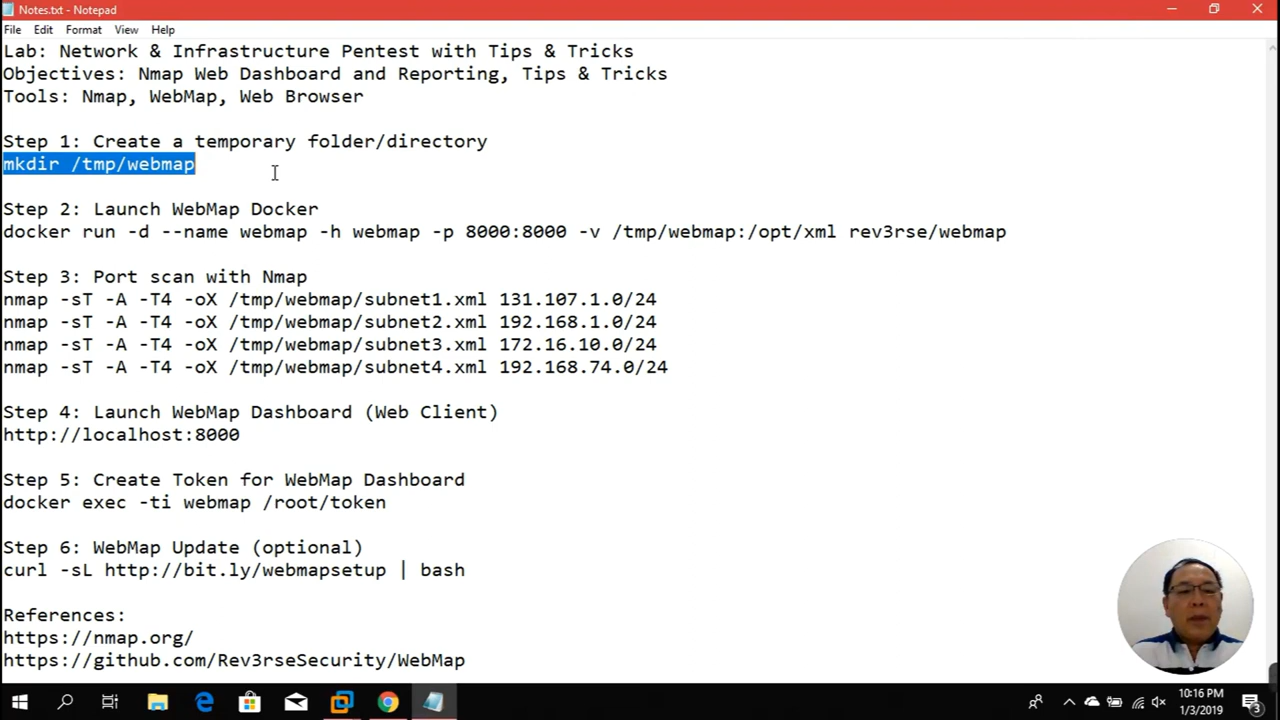 Notes.txt - Notepad
File Edit Format View Help
Lab: Network & Infrastructure Pentest with Tips & Tricks
Objectives: Nmap Web Dashboard and Reporting, Tips & Tricks
Tools: Nmap, WebMap, Web Browser
Step 1: Create a temporary folder/directory
mkdir /tmp/webmap
Step 2: Launch WebMap Docker
docker run -d --name webmap -h webmap -p 8000:8000 -v /tmp/webmap:/opt/xml rev3rse/webmap
Step 3: Port scan with Nmap
nmap -sT -A -T4 -oX /tmp/webmap/subnet1.xml 131.107.1.0/24
nmap -sT -A -T4 -oX /tmp/webmap/subnet2.xml 192.168.1.0/24
nmap -sT -A -T4 -oX /tmp/webmap/subnet3.xml 172.16.10.0/24
nmap -sT -A -T4 -oX /tmp/webmap/subnet4.xml 192.168.74.0/24
Step 4: Launch WebMap Dashboard (Web Client)
http://localhost:8000
Step 5: Create Token for WebMap Dashboard
docker exec -ti webmap /root/token
Step 6: WebMap Update (optional)
curl -sL http://bit.ly/webmapsetup | bash
References:
https://nmap.org/
https://github.com/Rev3rseSecurity/WebMap
10:16 PM
1/3/2019
3